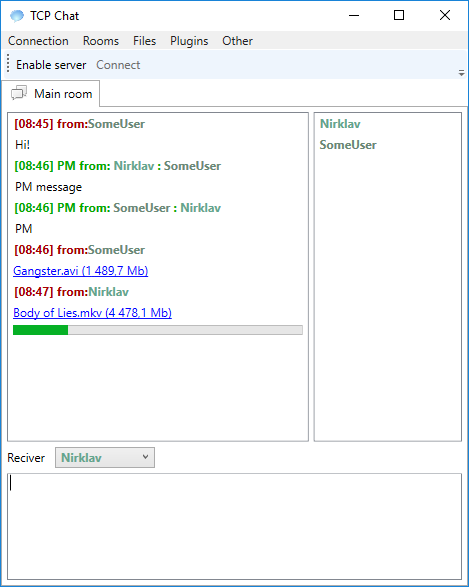 TCP Chat
Connection Rooms Files Plugins Other
Enable server Connect
Main room
[08:45] from:SomeUser
Hi!
[08:46] PM from: Nirklav : SomeUser
PM message
[08:46] PM from: SomeUser : Nirklav
PM
[08:46] from:SomeUser
Gangster.avi (1 489,7 Mb)
[08:47] from:Nirklav
Body of Lies.mkv (4 478,1 Mb)
Nirklav
SomeUser
Reciver Nirklav